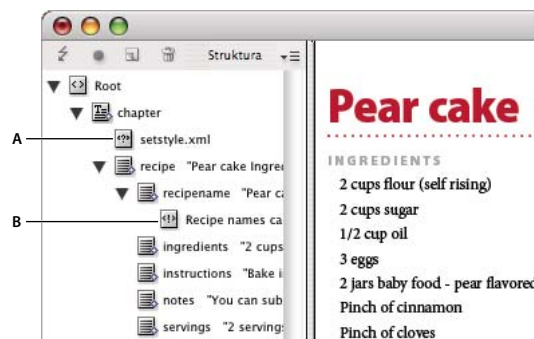 Struktura
Root
chapter
A
setstyle.xml
recipe "Pear cake Ingre
recipename "Pear ca
B
Recipe names ca
ingredients "2 cups
instructions "Bake i
notes "You can sub
servings "2 serving
Pear cake
INGREDIENTS
2 cups flour (self rising)
2 cups sugar
1/2 cup oil
3 eggs
2 jars baby food - pear flavored
Pinch of cinnamon
Pinch of cloves